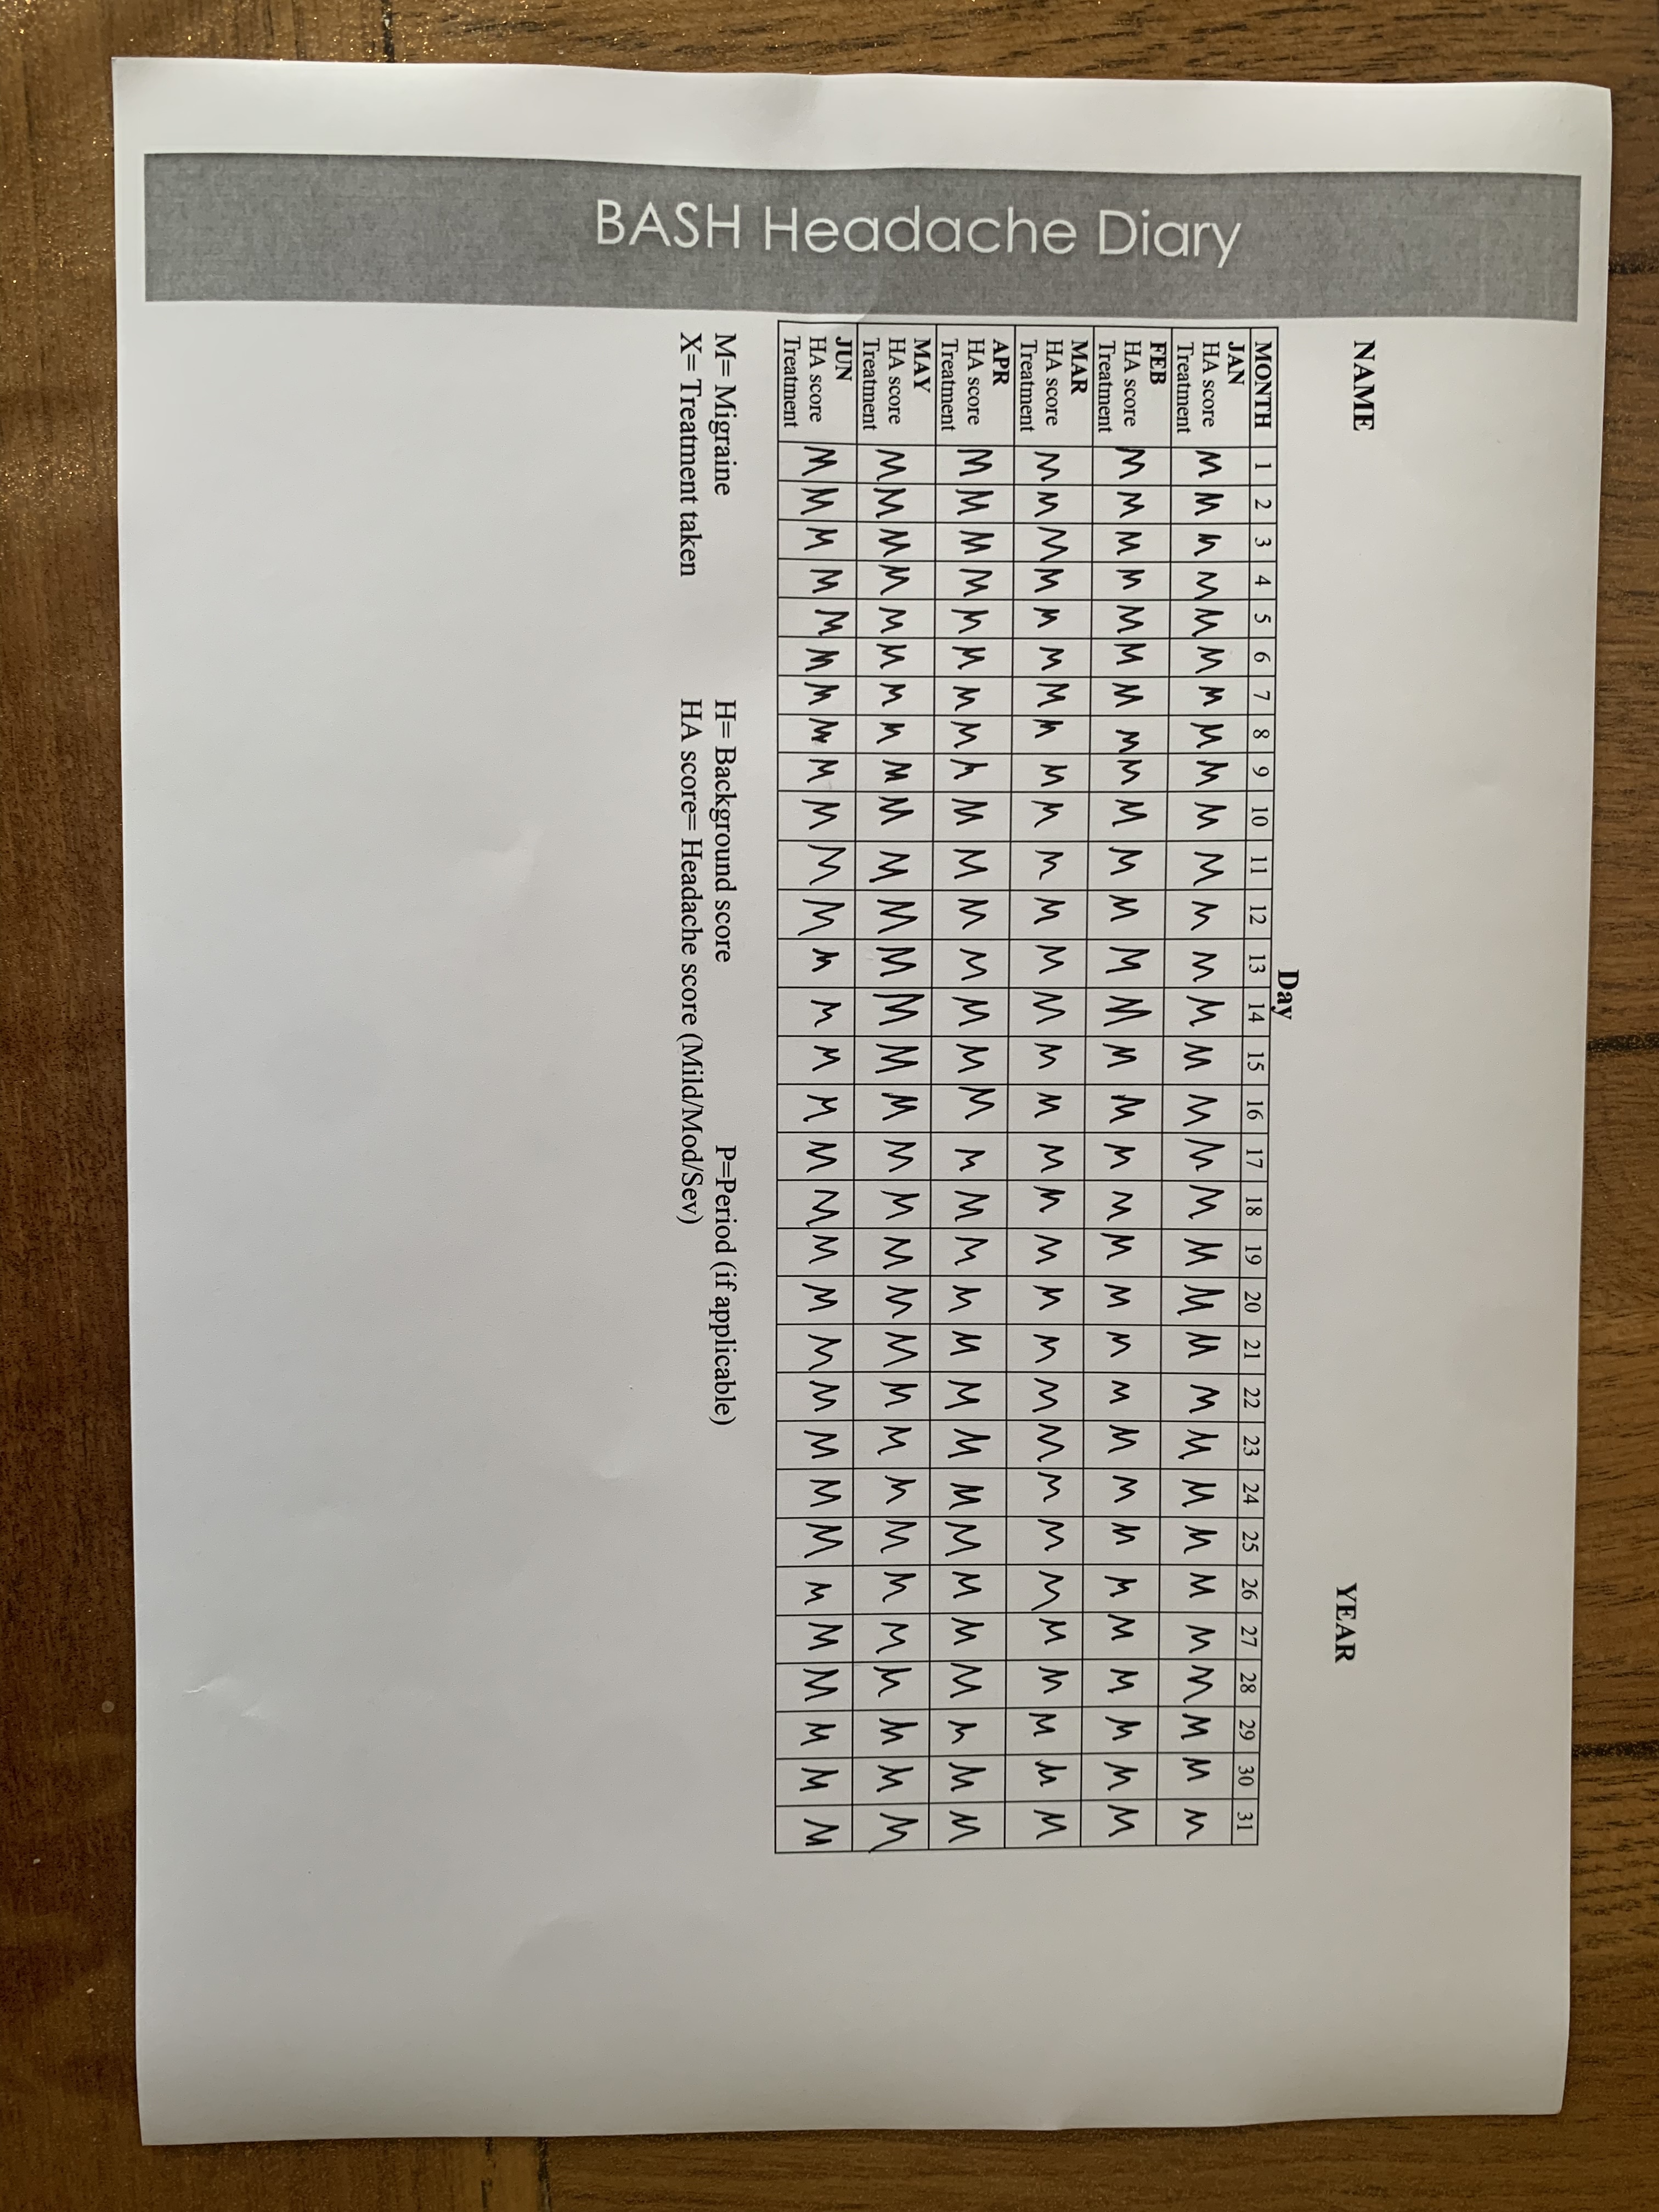 BASH Headache Diary
NAME YEAR
Day
MONTH 1 2 3 4 5 6 7 8 9 10 11 12 13 14 15 16 17 18 19 20 21 22 23 24 25 26 27 28 29 30 31
JAN
HA score M M M M M M M M M M M M M M M M M M M M M M M M M M M M M M M
Treatment
FEB
HA score M M M M M M M M M M M M M M M M M M M M M M M M M M M M M M M
Treatment
MAR
HA score M M M M M M M M M M M M M M M M M M M M M M M M M M M M M M M
Treatment
APR
HA score M M M M M M M M M M M M M M M M M M M M M M M M M M M M M M M
Treatment
MAY
HA score M M M M M M M M M M M M M M M M M M M M M M M M M M M M M M M
Treatment
JUN
HA score M M M M M M M M M M M M M M M M M M M M M M M M M M M M M M M
Treatment
M= Migraine H= Background score P=Period (if applicable)
X= Treatment taken HA score= Headache score (Mild/Mod/Sev)